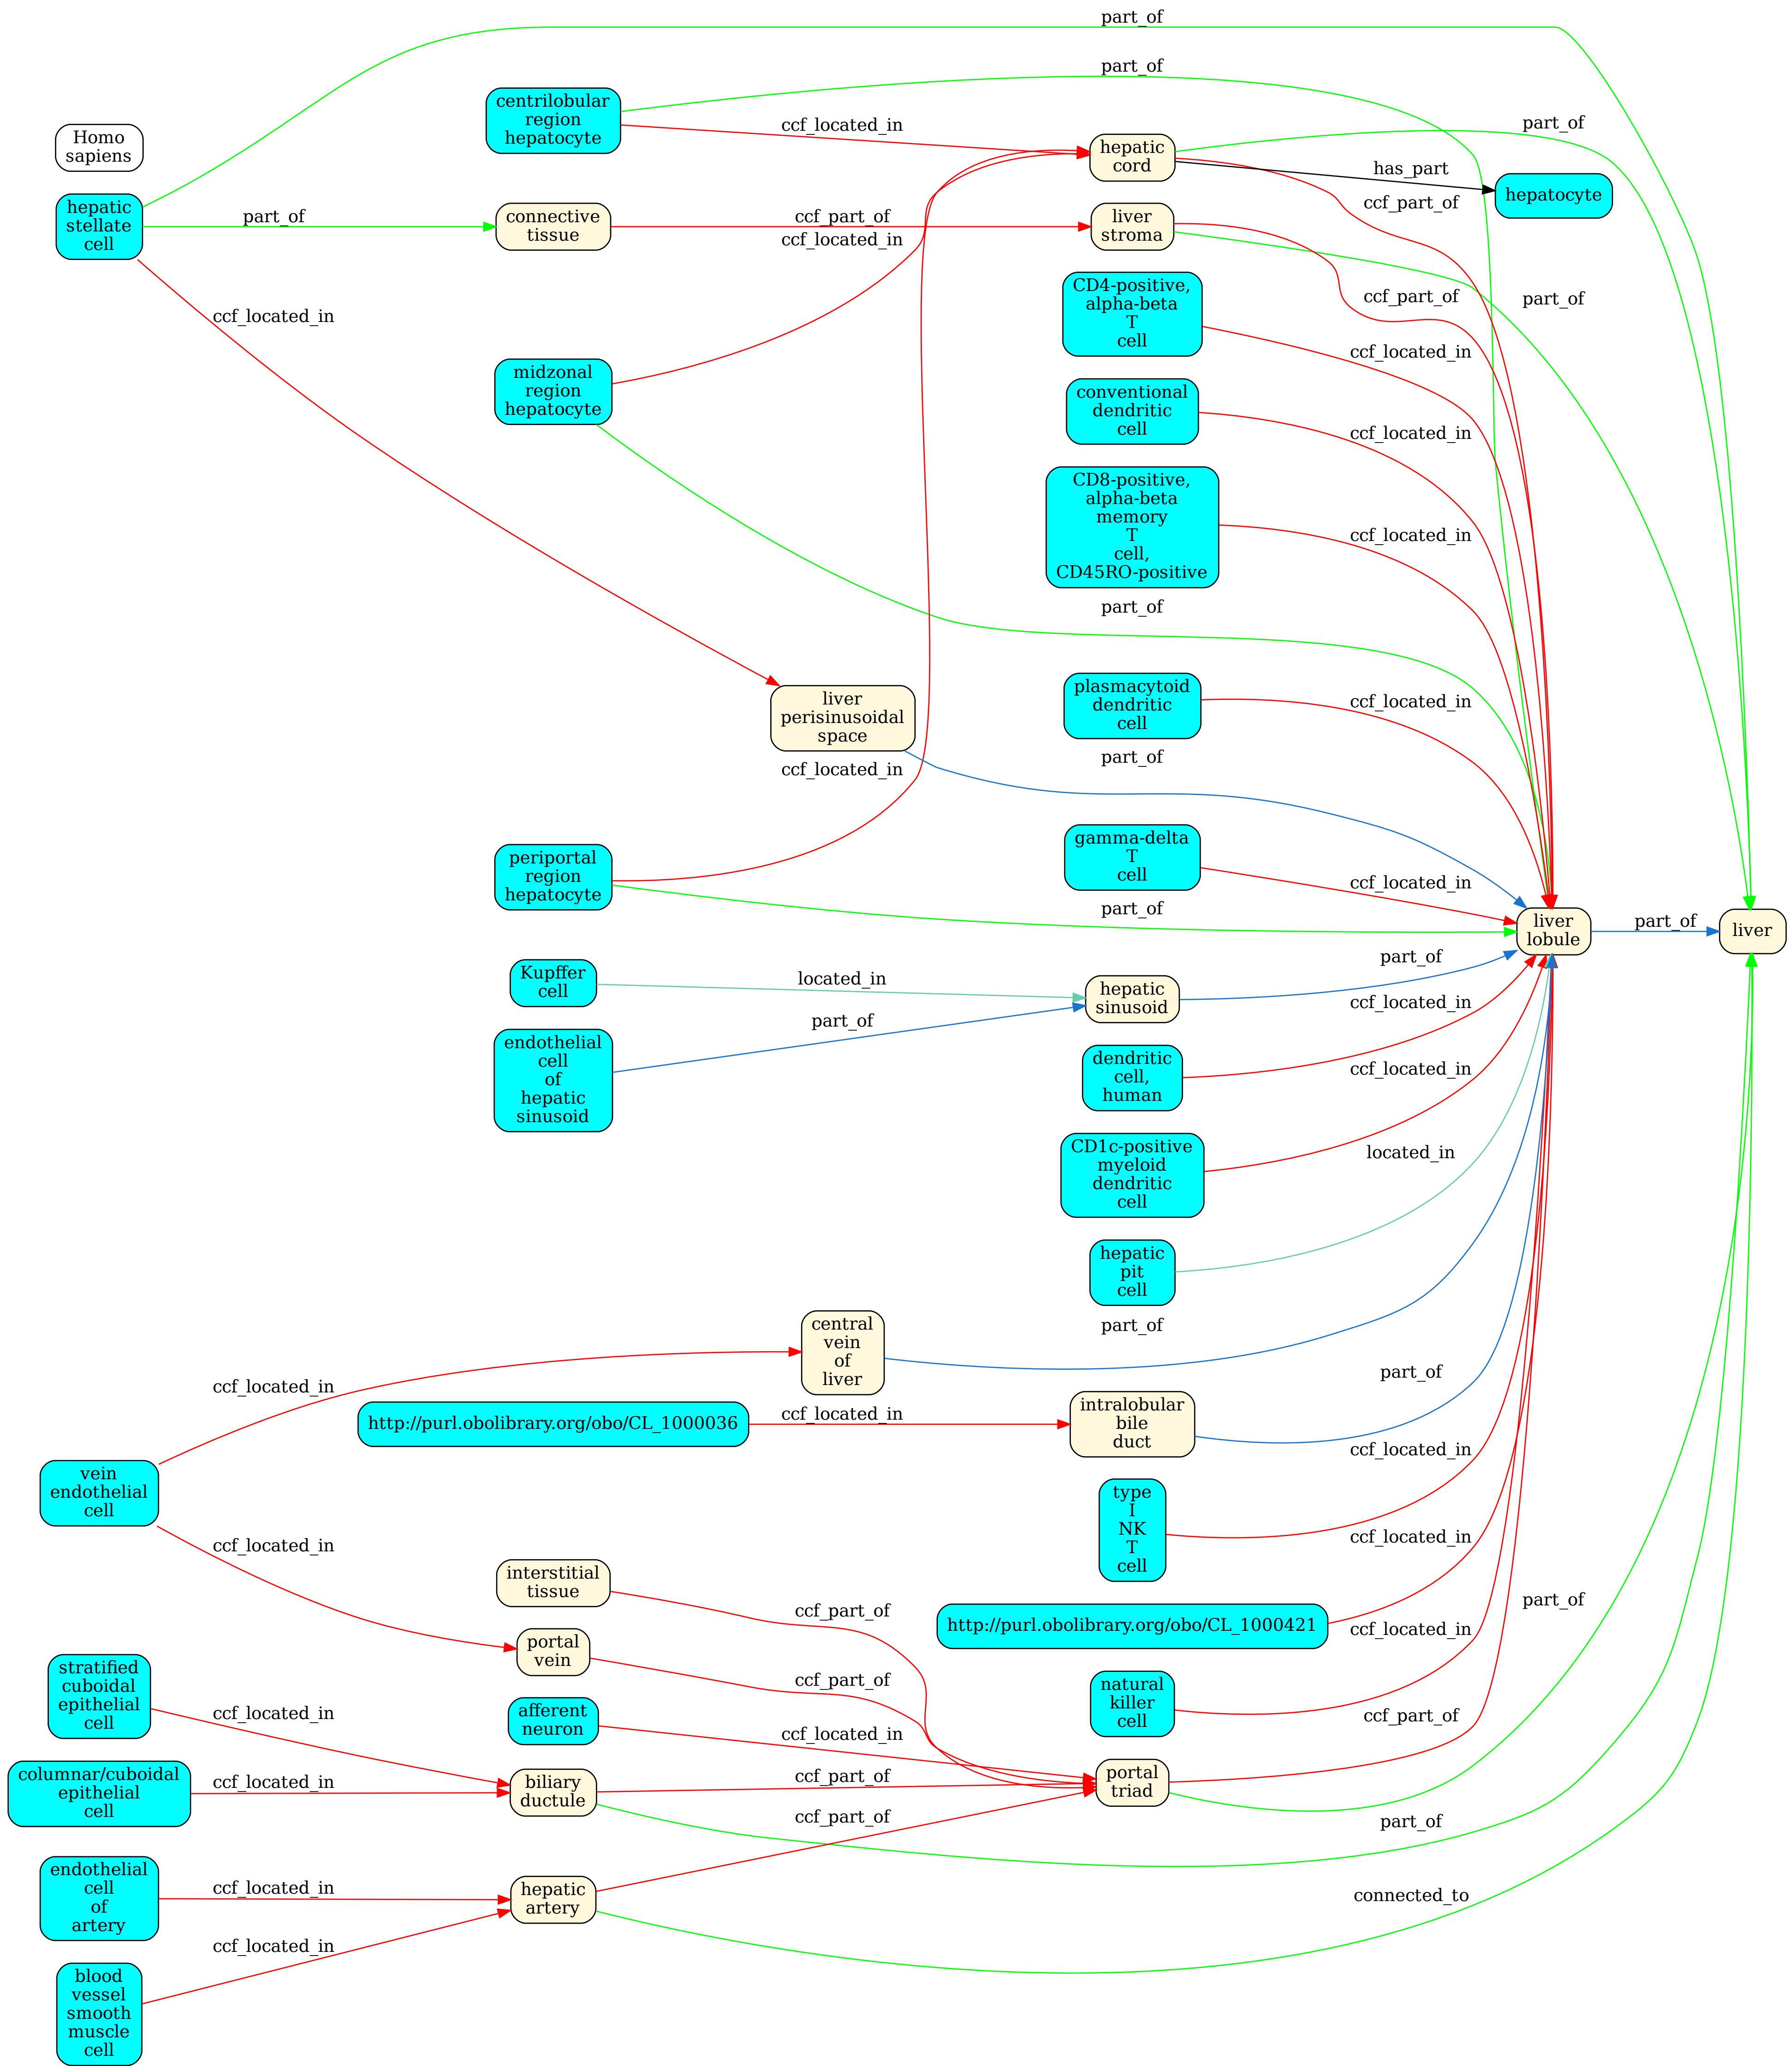 part_of
part_of
centrilobular
region
hepatocyte
ccf_located_in
part_of
Homo
sapiens
hepatic
cord
has_part
hepatocyte
hepatic
stellate
cell
part_of
connective
tissue
ccf_part_of
ccf_located_in
liver
stroma
ccf_part_of
ccf_located_in
CD4-positive,
alpha-beta
T
cell
ccf_part_of
part_of
ccf_located_in
midzonal
region
hepatocyte
conventional
dendritic
cell
ccf_located_in
CD8-positive,
alpha-beta
memory
T
cell,
CD45RO-positive
ccf_located_in
part_of
liver
perisinusoidal
space
plasmacytoid
dendritic
cell
ccf_located_in
part_of
ccf_located_in
periportal
region
hepatocyte
gamma-delta
T
cell
ccf_located_in
part_of
liver
lobule
part_of
liver
Kupffer
cell
located_in
hepatic
sinusoid
part_of
part_of
ccf_located_in
endothelial
cell
of
hepatic
sinusoid
dendritic
cell,
human
ccf_located_in
CD1c-positive
myeloid
dendritic
cell
located_in
hepatic
pit
cell
central
vein
of
liver
part_of
ccf_located_in
http://purl.obolibrary.org/obo/CL_1000036
ccf_located_in
intralobular
bile
duct
part_of
vein
endothelial
cell
ccf_located_in
ccf_located_in
type
I
NK
T
cell
ccf_located_in
interstitial
tissue
ccf_part_of
http://purl.obolibrary.org/obo/CL_1000421
ccf_located_in
part_of
portal
vein
ccf_part_of
stratified
cuboidal
epithelial
cell
ccf_located_in
afferent
neuron
ccf_located_in
natural
killer
cell
ccf_part_of
columnar/cuboidal
epithelial
cell
ccf_located_in
biliary
ductule
ccf_part_of
portal
triad
ccf_part_of
part_of
endothelial
cell
of
artery
ccf_located_in
hepatic
artery
connected_to
blood
vessel
smooth
muscle
cell
ccf_located_in